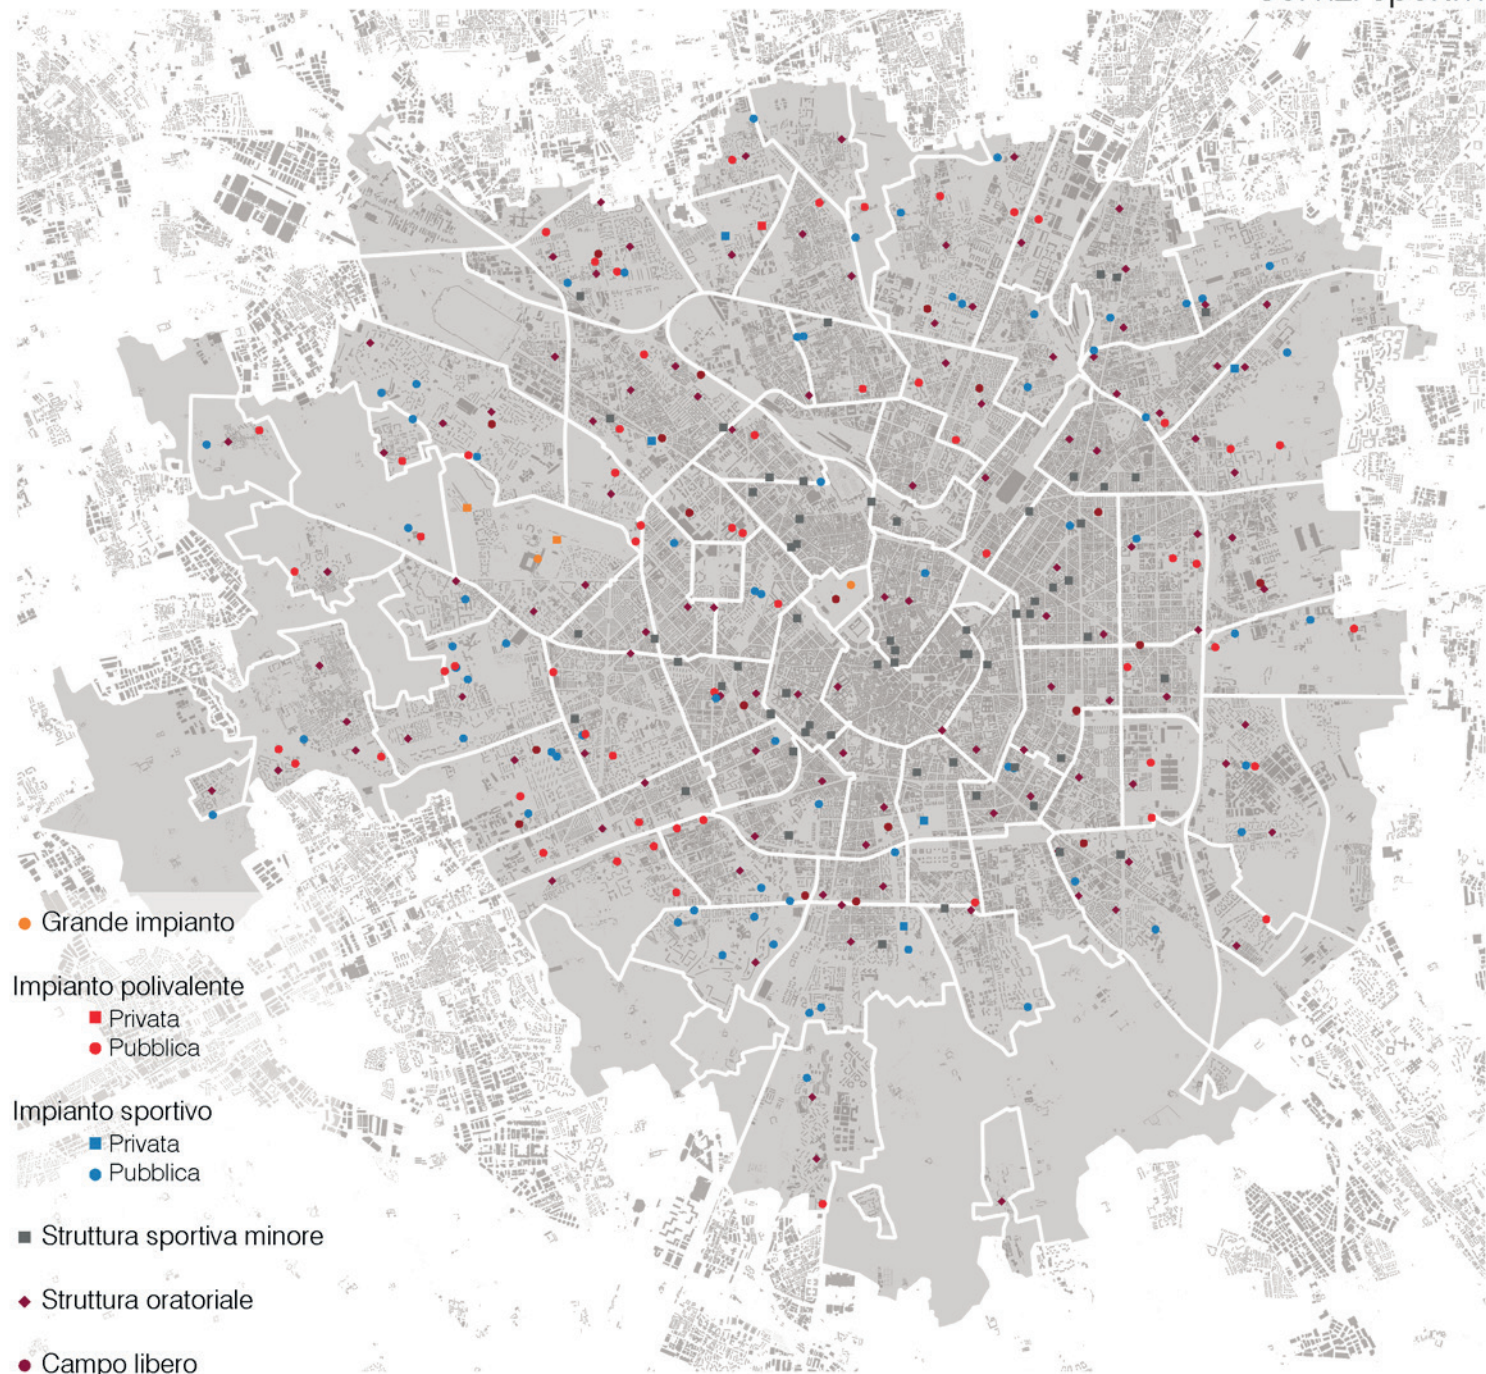 Grande impianto
Impianto polivalente
Privata
Pubblica
Impianto sportivo
Privata
Pubblica
Struttura sportiva minore
Struttura oratoriale
Campo libero